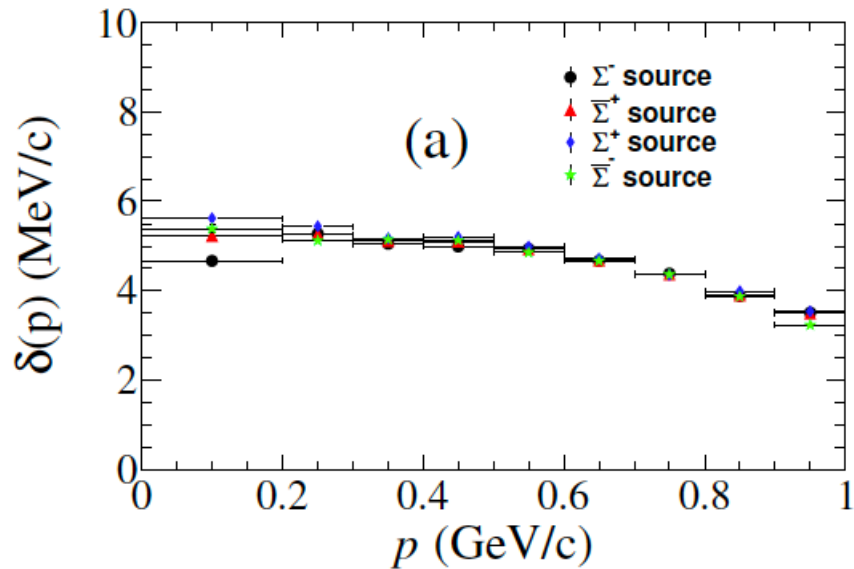 10
8
6
4
2
0
δ(p) (MeV/c)
(a)
Σ⁻ source
Σ̅⁺ source
Σ⁺ source
Σ̅⁻ source
0 0.2 0.4 0.6 0.8 1
p (GeV/c)